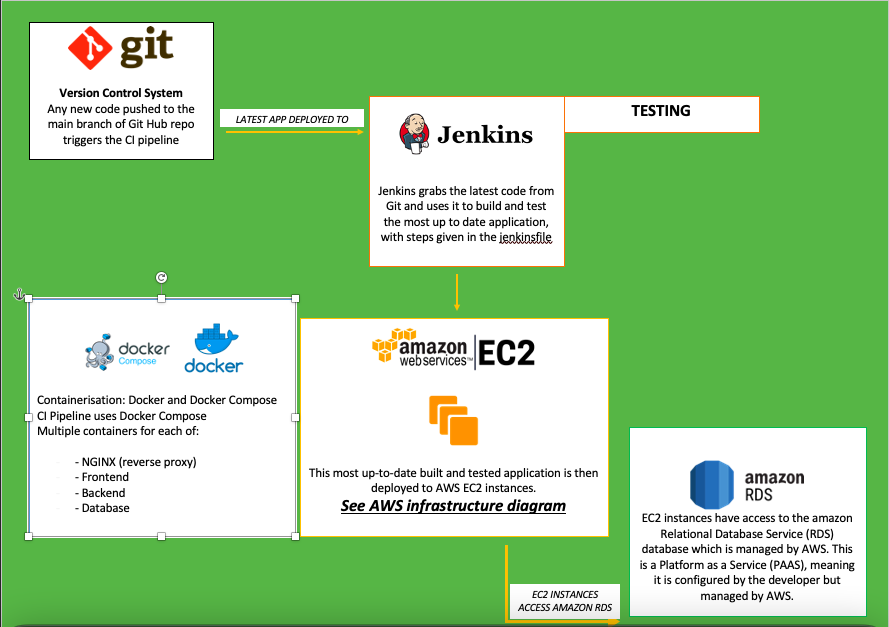 git
Version Control System
Any new code pushed to the
main branch of Git Hub repo
triggers the CI pipeline
LATEST APP DEPLOYED TO
Jenkins
Jenkins grabs the latest code from
Git and uses it to build and test
the most up to date application,
with steps given in the jenkinsfile
TESTING
docker
Compose
docker
Containerisation: Docker and Docker Compose
CI Pipeline uses Docker Compose
Multiple containers for each of:
- NGINX (reverse proxy)
- Frontend
- Backend
- Database
amazon
webservices™
EC2
This most up-to-date built and tested application is then
deployed to AWS EC2 instances.
See AWS infrastructure diagram
EC2 INSTANCES
ACCESS AMAZON RDS
amazon
RDS
EC2 instances have access to the amazon
Relational Database Service (RDS)
database which is managed by AWS. This
is a Platform as a Service (PAAS), meaning
it is configured by the developer but
managed by AWS.